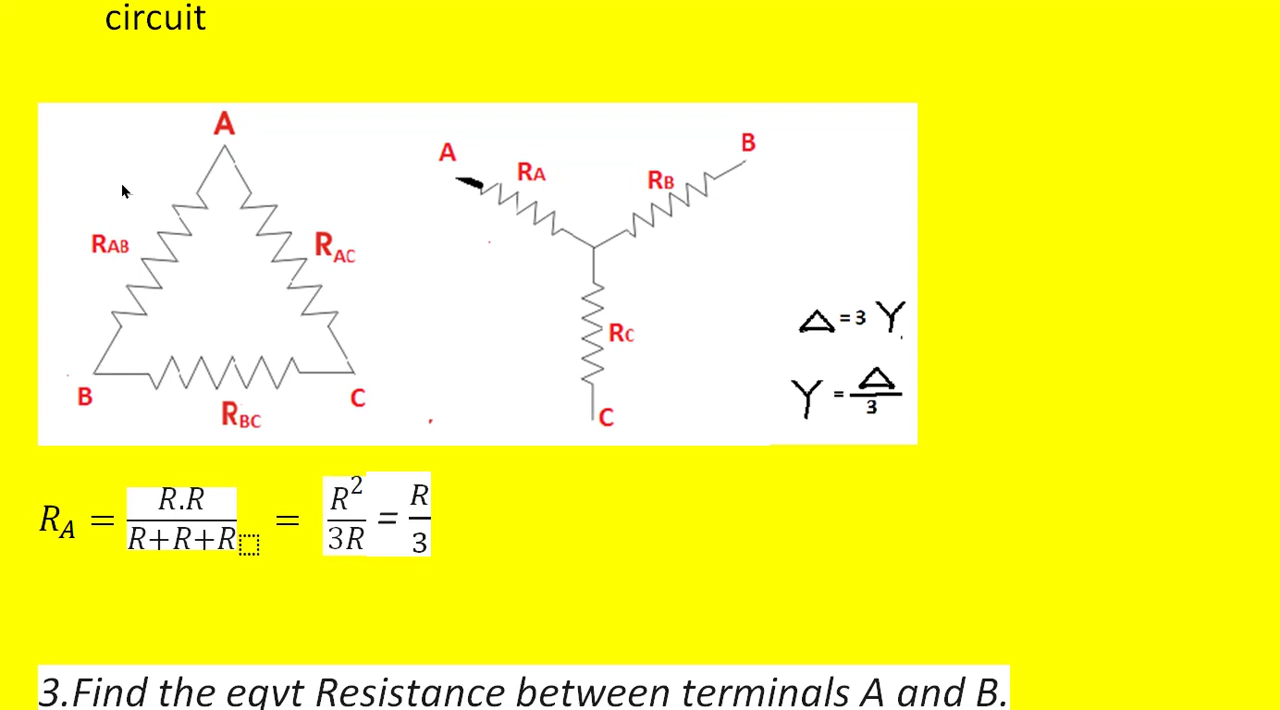 circuit
A
A
B
RA
RB
RAB
RAC
Δ = 3 Y
RC
Y = Δ/3
B
C
RBC
C
R_A = R.R/R+R+R = R²/3R = R/3
3.Find the eqvt Resistance between terminals A and B.